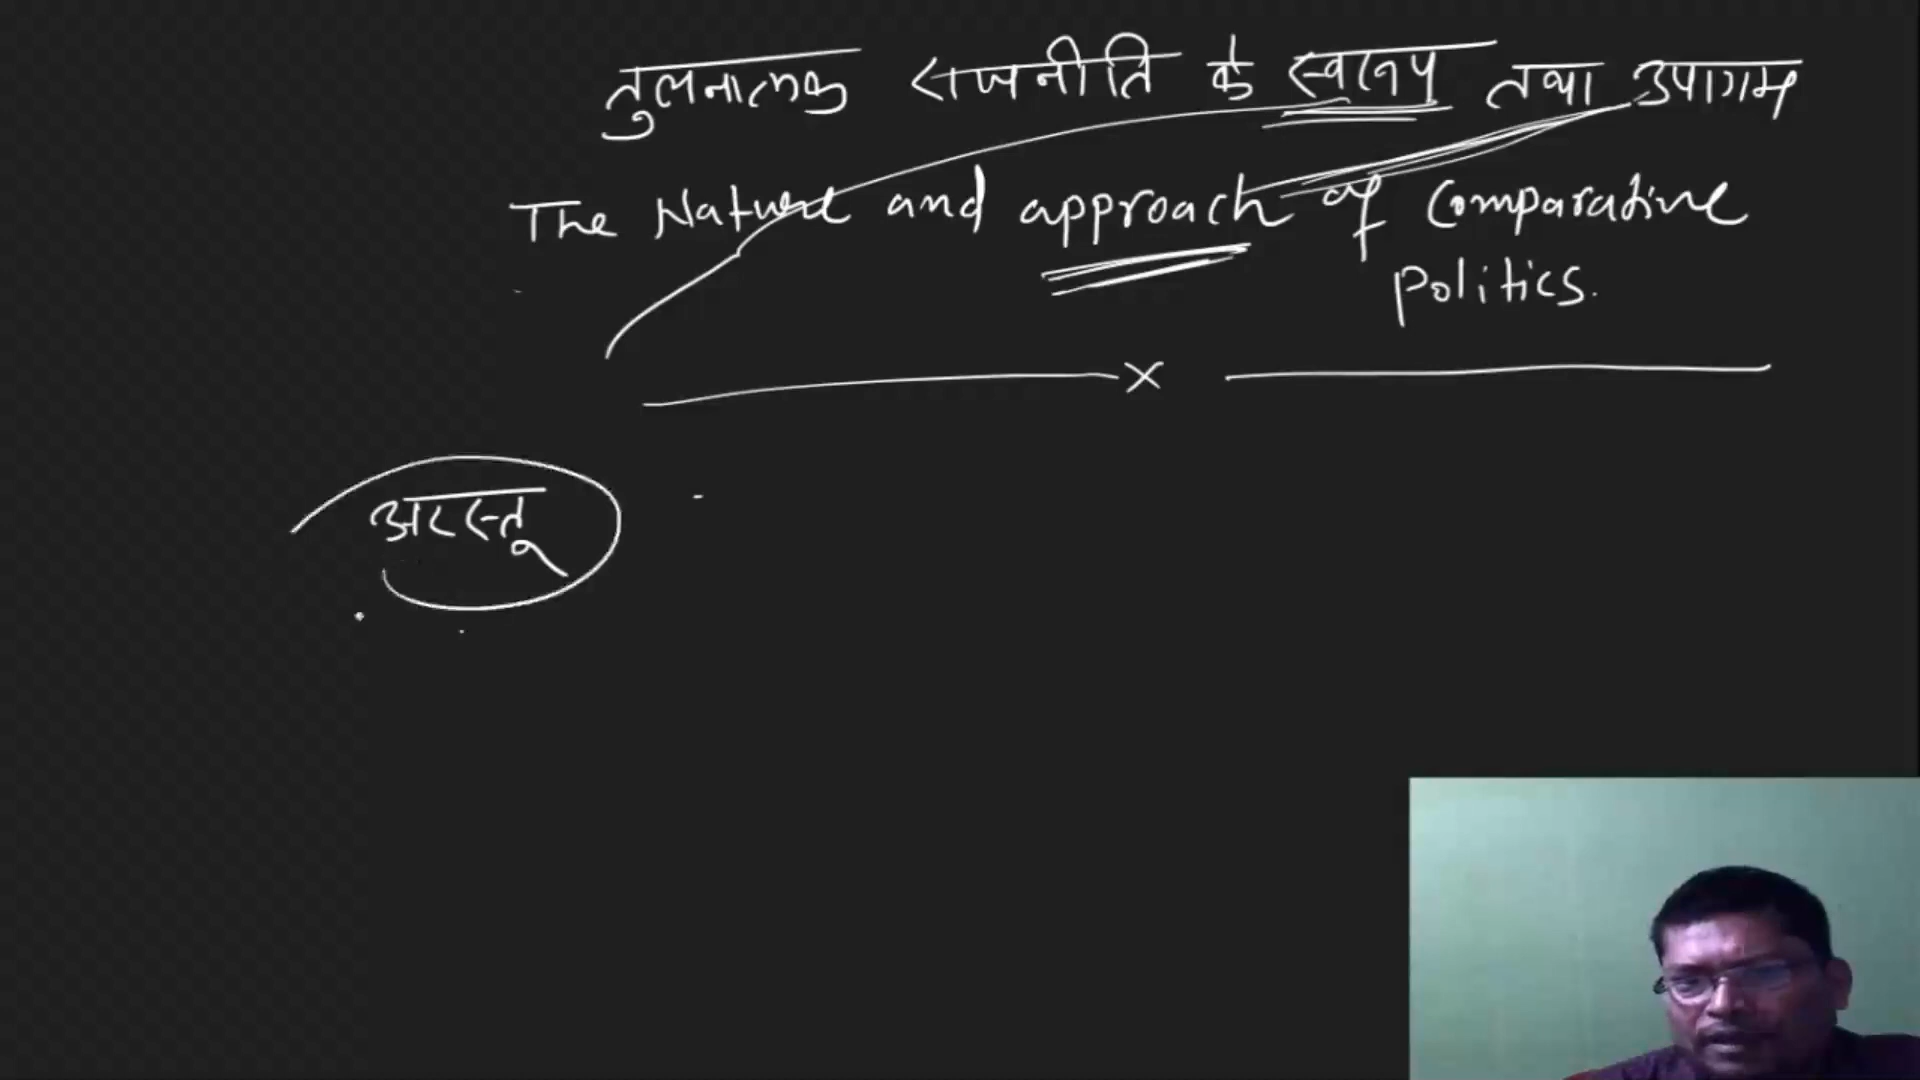 तुलनात्मक राजनीति के स्वरूप तथा उपागम
The Nature and approach of Comparative
Politics.
x
अरस्तू